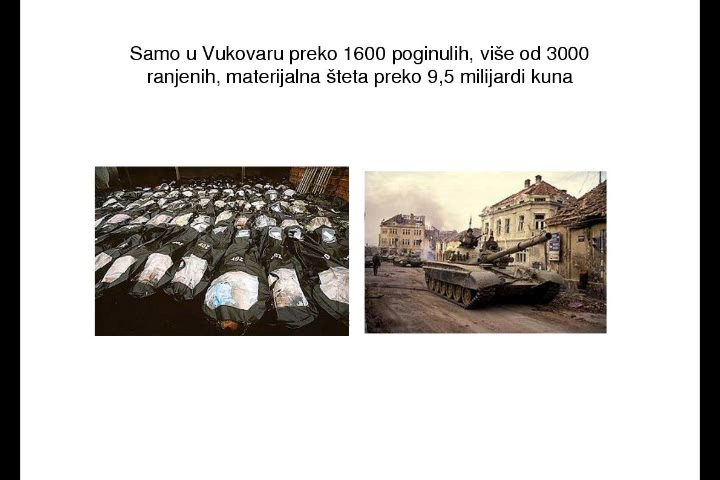 Samo u Vukovaru preko 1600 poginulih, više od 3000
ranjenih, materijalna šteta preko 9,5 milijardi kuna